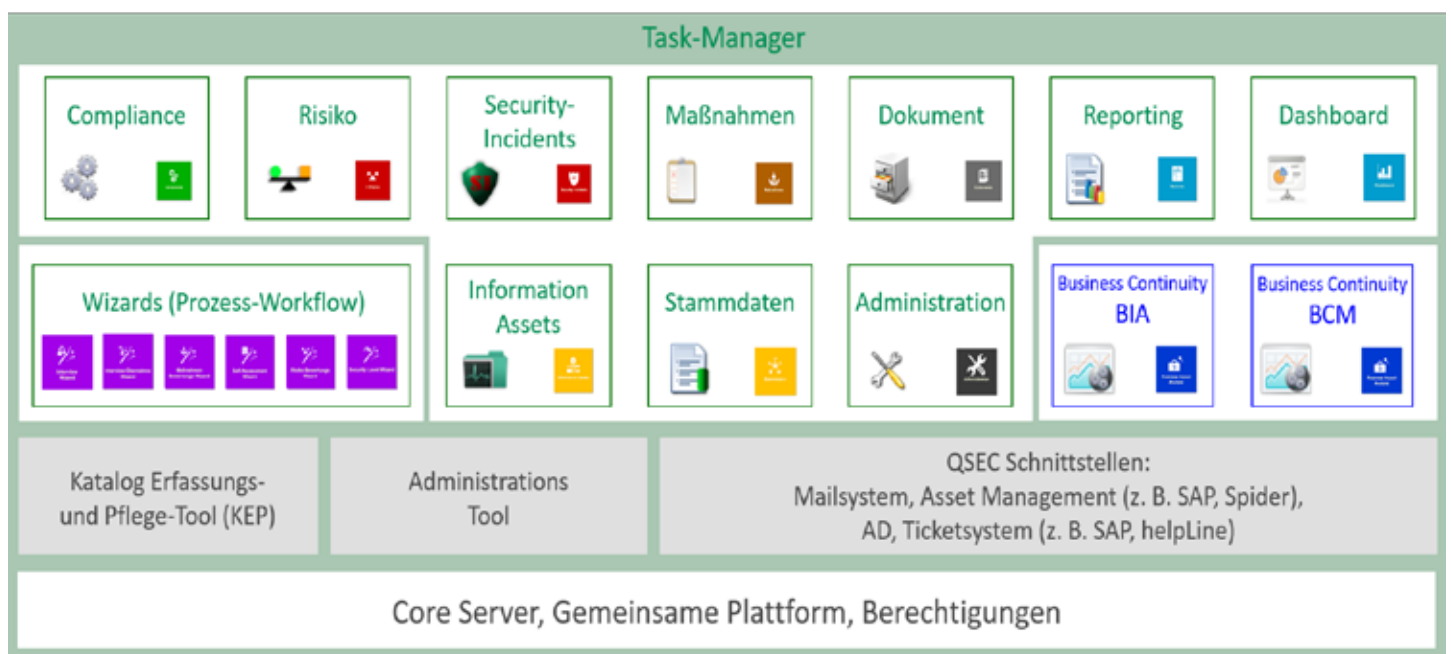 Task-Manager
Compliance
Risiko
Security-
Incidents
Maßnahmen
Dokument
Reporting
Dashboard
Wizards (Prozess-Workflow)
Information
Assets
Stammdaten
Administration
Business Continuity
BIA
Business Continuity
BCM
Katalog Erfassungs-
und Pflege-Tool (KEP)
Administrations
Tool
QSEC Schnittstellen:
Mailsystem, Asset Management (z. B. SAP, Spider),
AD, Ticketsystem (z. B. SAP, helpLine)
Core Server, Gemeinsame Plattform, Berechtigungen